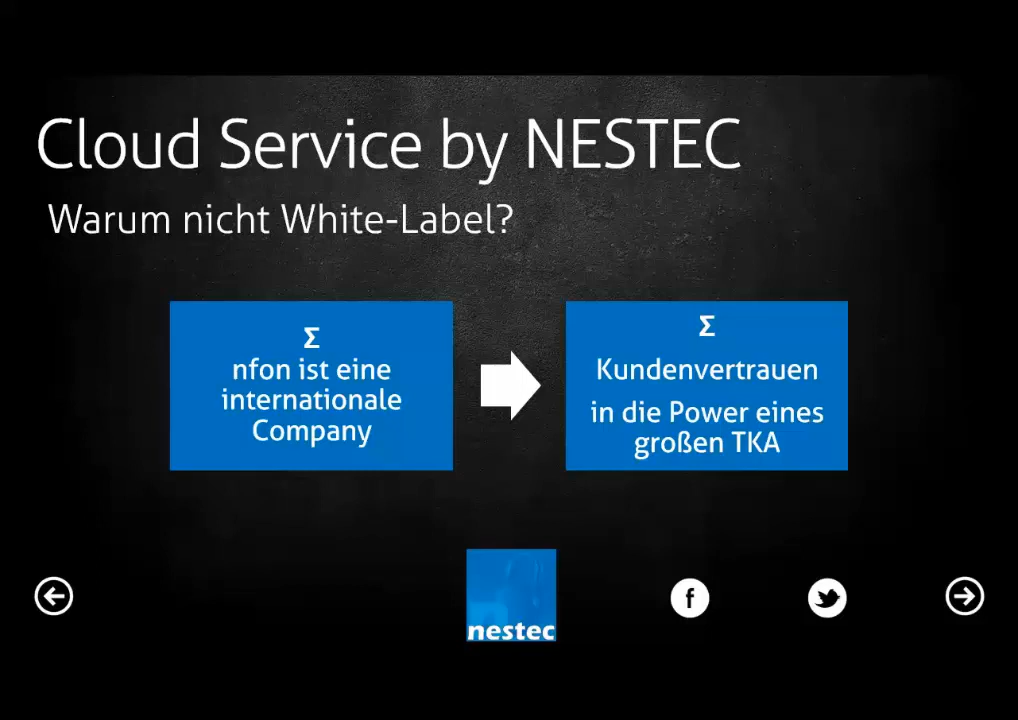 Cloud Service by NESTEC
Warum nicht White-Label?
Σ
nfon ist eine
internationale
Company
Σ
Kundenvertrauen
in die Power eines
großen TKA
nestec
f